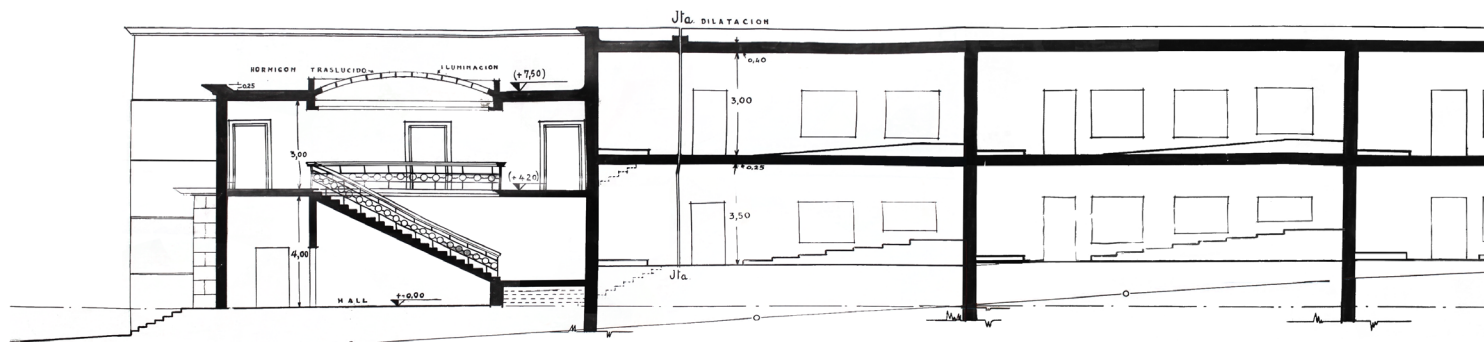 Jta. DILATACION
HORMIGON TRASLUCIDO ILUMINACION
(+7,50)
0,25
0,40
3,00
3,00
0,25
(+4.20)
3,50
4,00
HALL
+-0,00
Jta.